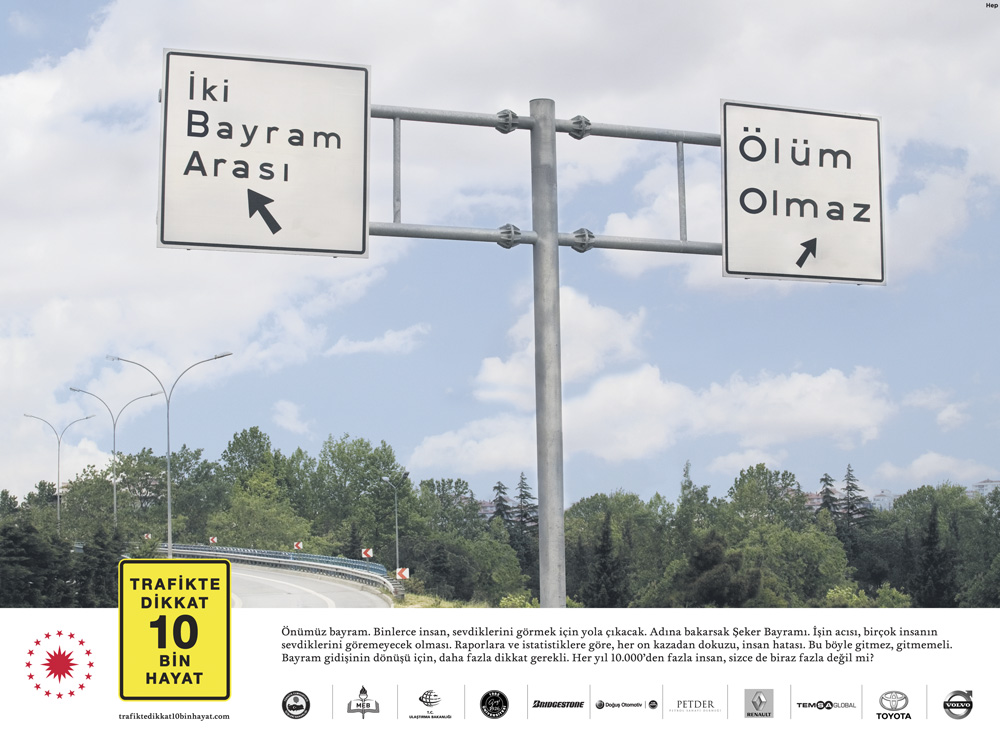 Hep
İki
Bayram
Arası
Ölüm
Olmaz
TRAFİKTE
DİKKAT
10
BİN
HAYAT
trafiktedikkat10binhayat.com
Önümüz bayram. Binlerce insan, sevdiklerini görmek için yola çıkacak. Adına bakarsak Şeker Bayramı. İşin acısı, birçok insanın
sevdiklerini göremeyecek olması. Raporlara ve istatistiklere göre, her on kazadan dokuzu, insan hatası. Bu böyle gitmez, gitmemeli.
Bayram gidişinin dönüşü için, daha fazla dikkat gerekli. Her yıl 10.000’den fazla insan, sizce de biraz fazla değil mi?
MEB
T.C.
ULAŞTIRMA BAKANLIĞI
BRIDGESTONE
Doğuş Otomotiv
PETDER
RENAULT
TEMSA GLOBAL
TOYOTA
VOLVO